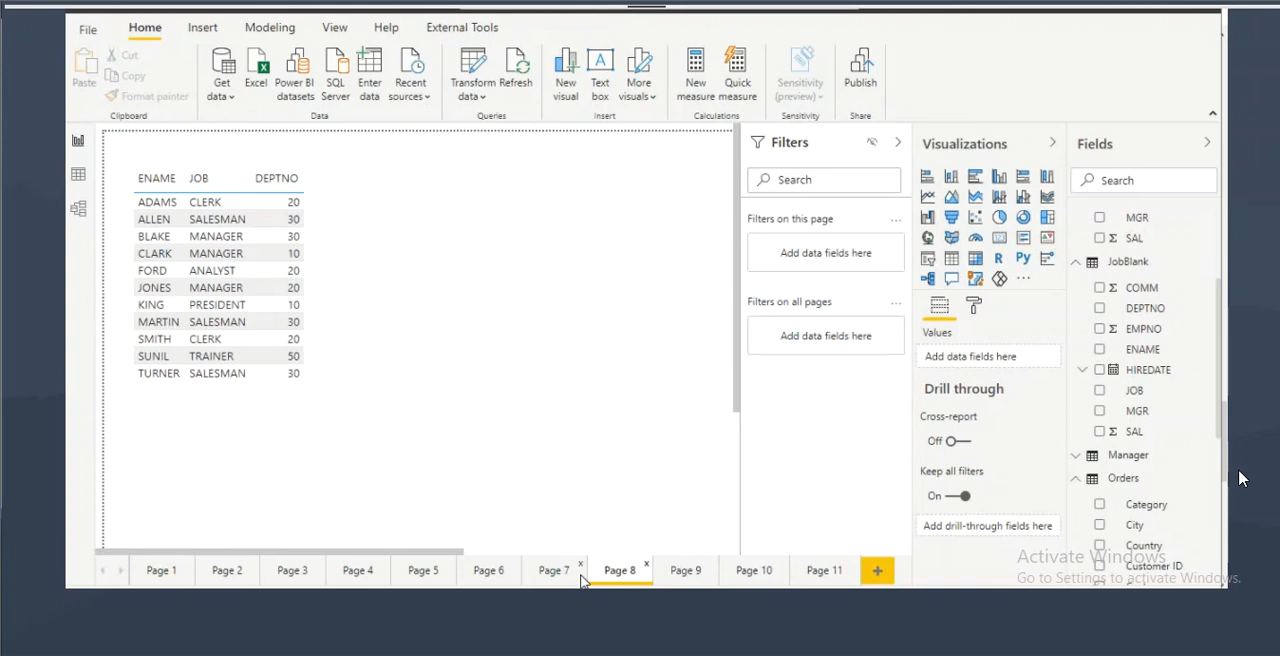 File Home Insert Modeling View Help External Tools
Paste Cut Copy Format painter
Get data Excel Power BI datasets SQL Server Enter data Recent sources
Transform data Refresh New visual Text box More visuals New measure Quick measure Sensitivity (preview) Publish
Clipboard Data Queries Insert Calculations Sensitivity Share
ENAME JOB DEPTNO
ADAMS CLERK 20
ALLEN SALESMAN 30
BLAKE MANAGER 30
CLARK MANAGER 10
FORD ANALYST 20
JONES MANAGER 20
KING PRESIDENT 10
MARTIN SALESMAN 30
SMITH CLERK 20
SUNIL TRAINER 50
TURNER SALESMAN 30
Filters
Search
Filters on this page ...
Add data fields here
Filters on all pages ...
Add data fields here
Visualizations
R Py
...
Values
Add data fields here
Drill through
Cross-report
Off
Keep all filters
On
Add drill-through fields here
Fields
Search
MGR
Σ SAL
JobBlank
Σ COMM
DEPTNO
Σ EMPNO
ENAME
HIREDATE
JOB
MGR
Σ SAL
Manager
Orders
Category
City
Country
Customer ID
Activate Windows
Go to Settings to activate Windows.
Page 1 Page 2 Page 3 Page 4 Page 5 Page 6 Page 7 x Page 8 x Page 9 Page 10 Page 11 +